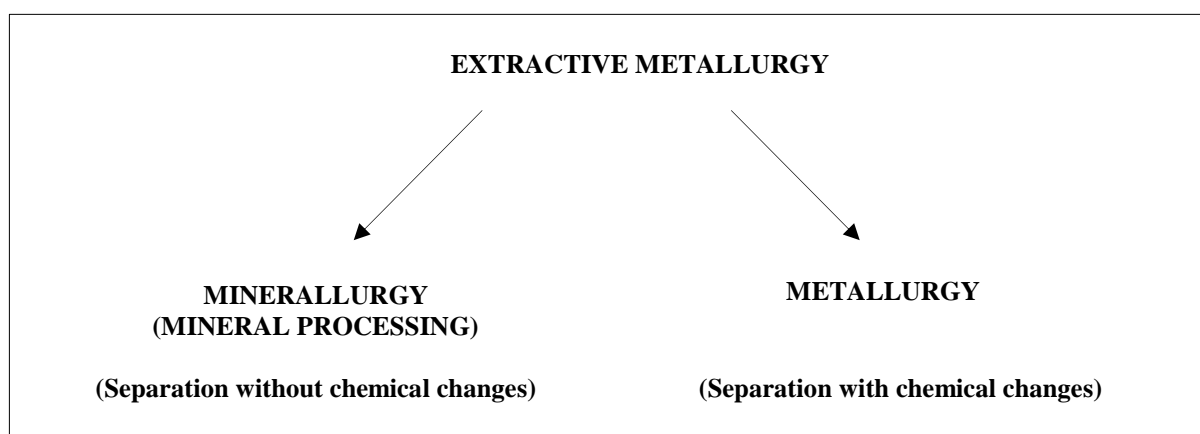 EXTRACTIVE METALLURGY
MINERALLURGY
(MINERAL PROCESSING)
(Separation without chemical changes)
METALLURGY
(Separation with chemical changes)